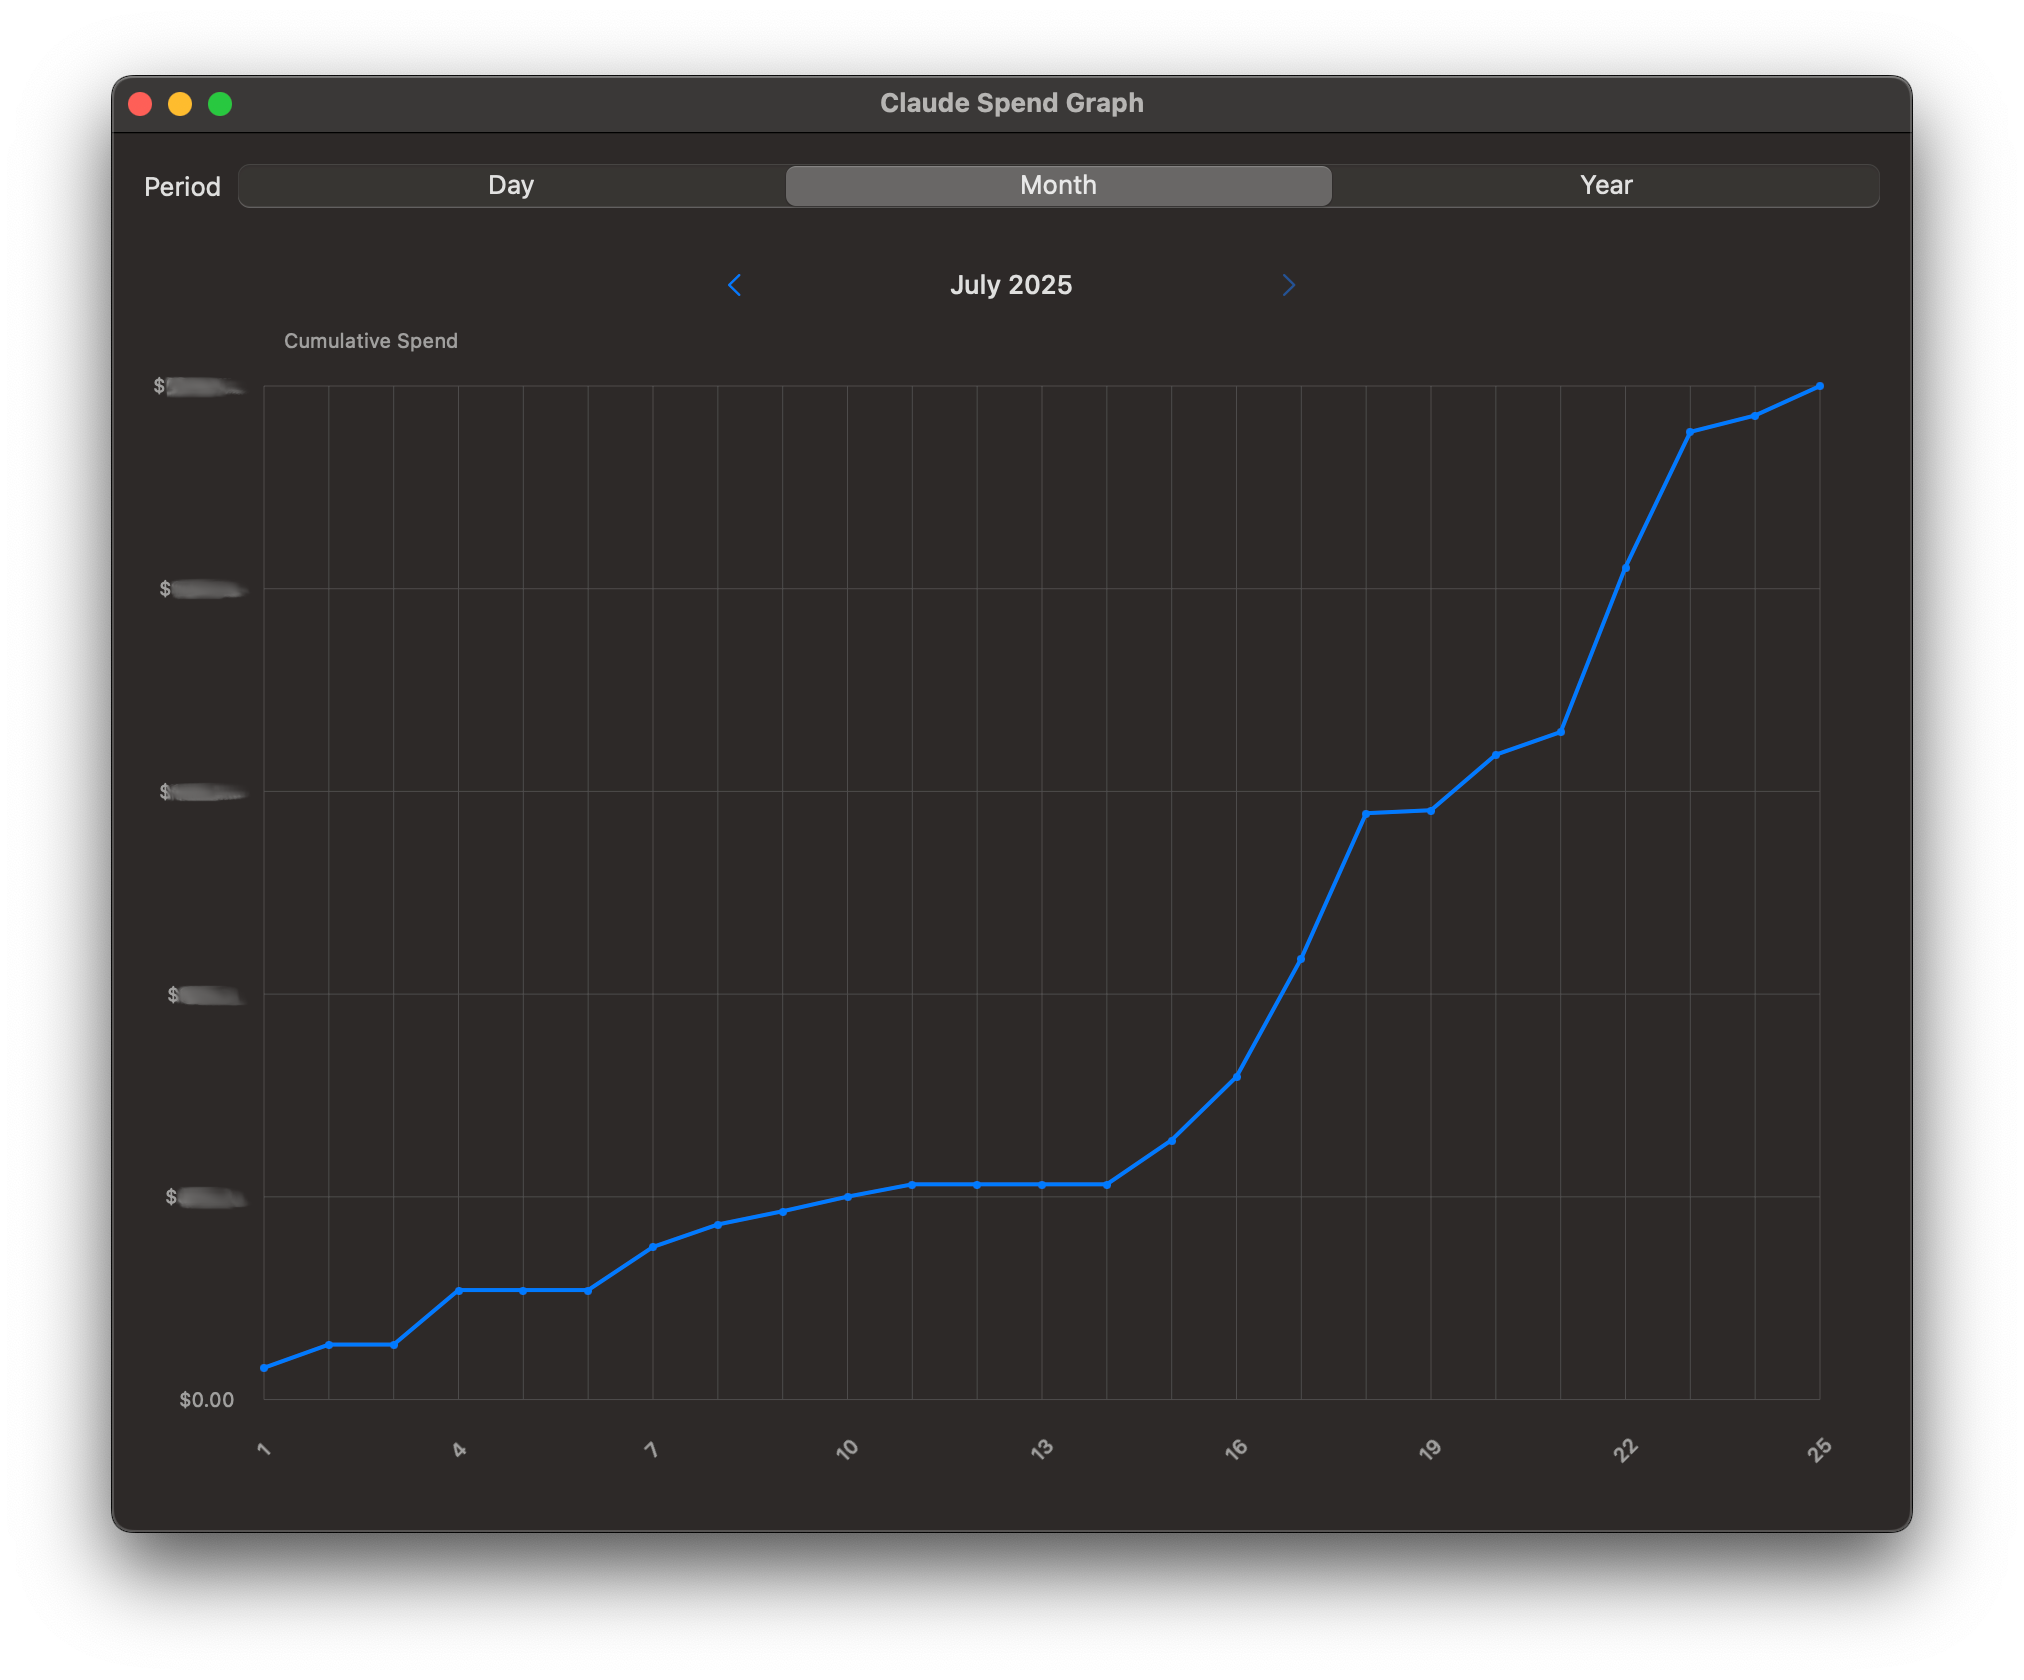 Claude Spend Graph
Period Day Month Year
July 2025
Cumulative Spend
$
$
$
$
$
$0.00
1 4 7 10 13 16 19 22 25